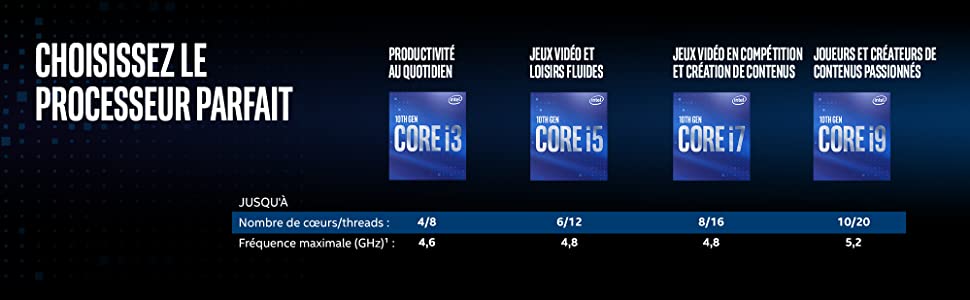 CHOISISSEZ LE
PROCESSEUR PARFAIT
PRODUCTIVITÉ
AU QUOTIDIEN
intel
10TH GEN
CORE i3
JEUX VIDÉO ET
LOISIRS FLUIDES
intel
10TH GEN
CORE i5
JEUX VIDÉO EN COMPÉTITION
ET CRÉATION DE CONTENUS
intel
10TH GEN
CORE i7
JOUEURS ET CRÉATEURS DE
CONTENUS PASSIONNÉS
intel
10TH GEN
CORE i9
JUSQU'À
Nombre de cœurs/threads : 4/8 6/12 8/16 10/20
Fréquence maximale (GHz)¹ : 4,6 4,8 4,8 5,2